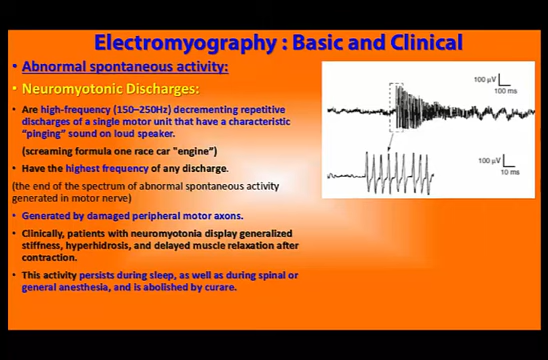 Electromyography : Basic and Clinical
• Abnormal spontaneous activity:
• Neuromyotonic Discharges:
• Are high-frequency (150–250Hz) decrementing repetitive
discharges of a single motor unit that have a characteristic
"pinging" sound on loud speaker.
(screaming formula one race car "engine")
• Have the highest frequency of any discharge.
(the end of the spectrum of abnormal spontaneous activity
generated in motor nerve)
• Generated by damaged peripheral motor axons.
• Clinically, patients with neuromyotonia display generalized
stiffness, hyperhidrosis, and delayed muscle relaxation after
contraction.
• This activity persists during sleep, as well as during spinal or
general anesthesia, and is abolished by curare.
100 µV
100 ms
100 µV
10 ms